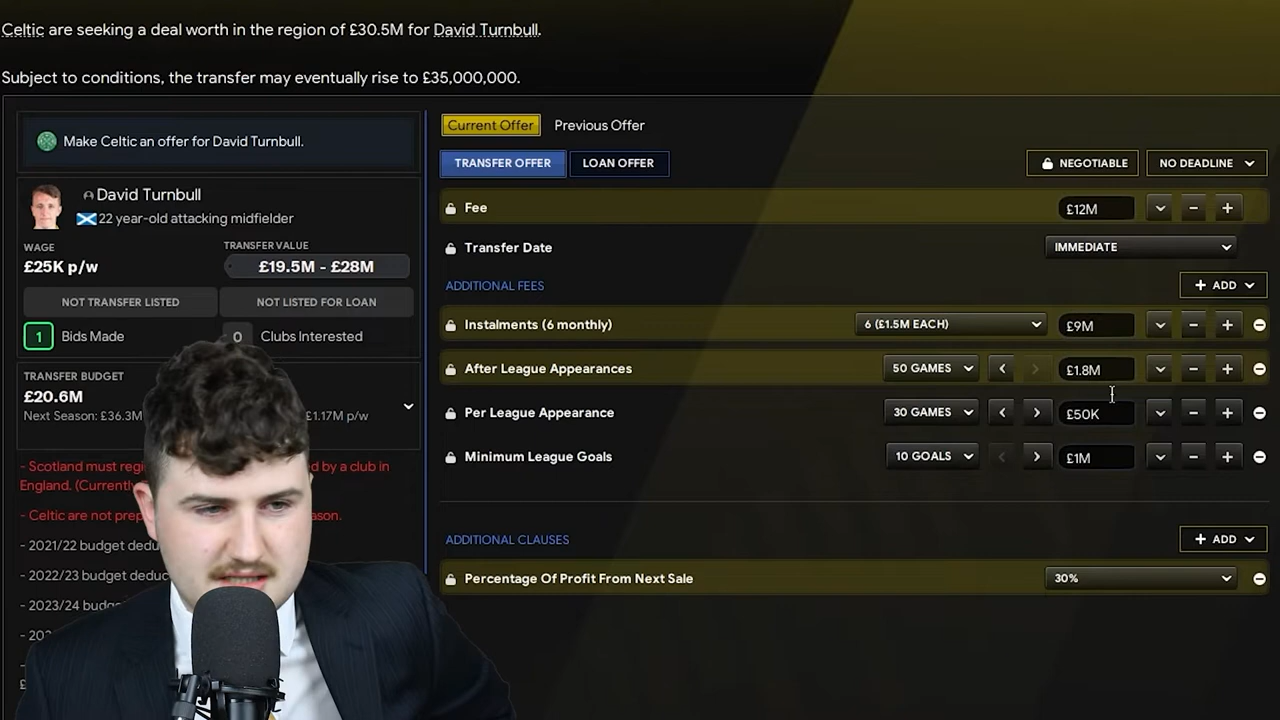 Celtic are seeking a deal worth in the region of £30.5M for David Turnbull.
Subject to conditions, the transfer may eventually rise to £35,000,000.
Make Celtic an offer for David Turnbull.
David Turnbull
22 year-old attacking midfielder
WAGE
£25K p/w
TRANSFER VALUE
£19.5M - £28M
NOT TRANSFER LISTED
NOT LISTED FOR LOAN
1 Bids Made
0 Clubs Interested
TRANSFER BUDGET
£20.6M
Next Season: £36.3M
£1.17M p/w
- Scotland must
by a club in
England.
- Celtic are not
- 2021/22 budget
- 2022/23 budget
- 2023/24
Current Offer Previous Offer
TRANSFER OFFER LOAN OFFER NEGOTIABLE NO DEADLINE
Fee £12M
Transfer Date IMMEDIATE
ADDITIONAL FEES + ADD
Instalments (6 monthly) 6 (£1.5M EACH) £9M
After League Appearances 50 GAMES £1.8M
Per League Appearance 30 GAMES £50K
Minimum League Goals 10 GOALS £1M
ADDITIONAL CLAUSES + ADD
Percentage Of Profit From Next Sale 30%